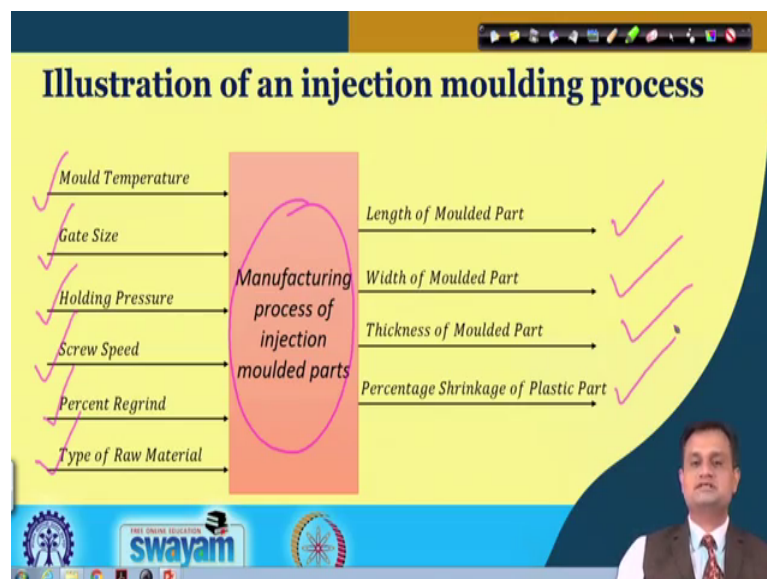 Illustration of an injection moulding process
Mould Temperature
Gate Size
Holding Pressure
Screw Speed
Percent Regrind
Type of Raw Material
Manufacturing
process of
injection
moulded parts
Length of Moulded Part
Width of Moulded Part
Thickness of Moulded Part
Percentage Shrinkage of Plastic Part
FREE ONLINE EDUCATION
swayam